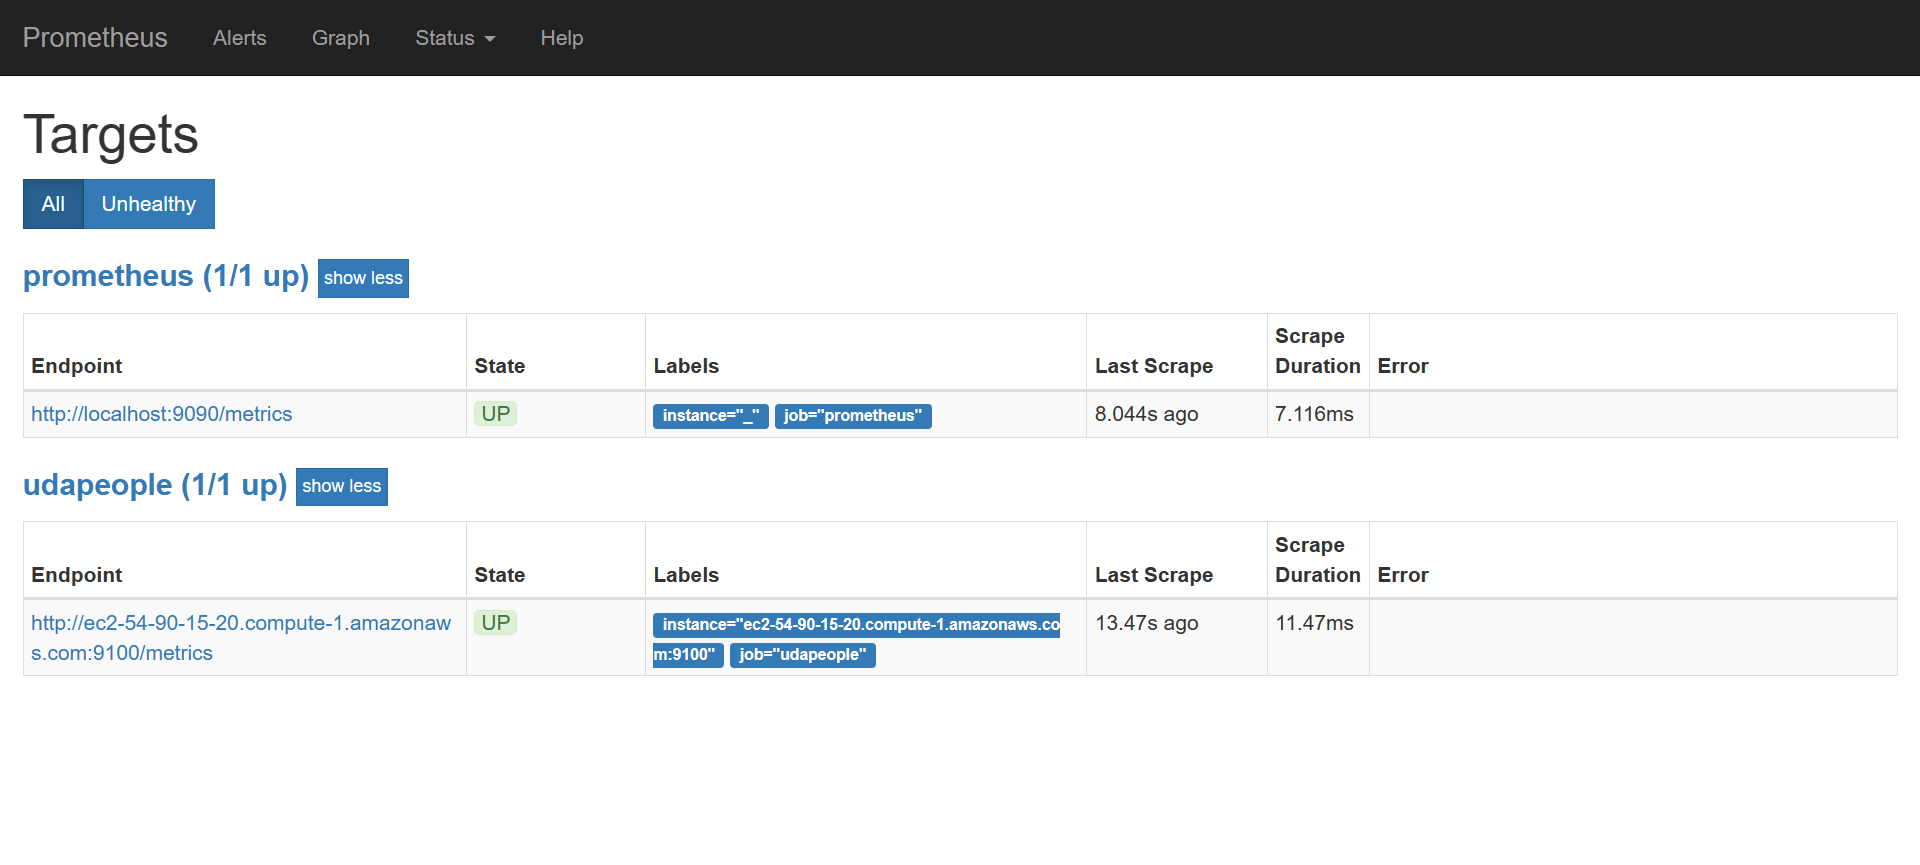 Prometheus Alerts Graph Status Help
Targets
All Unhealthy
prometheus (1/1 up) show less
Endpoint State Labels Last Scrape Scrape Duration Error
http://localhost:9090/metrics UP instance="_" job="prometheus" 8.044s ago 7.116ms
udapeople (1/1 up) show less
Endpoint State Labels Last Scrape Scrape Duration Error
http://ec2-54-90-15-20.compute-1.amazonaw UP instance="ec2-54-90-15-20.compute-1.amazonaws.co 13.47s ago 11.47ms
s.com:9100/metrics m:9100" job="udapeople"